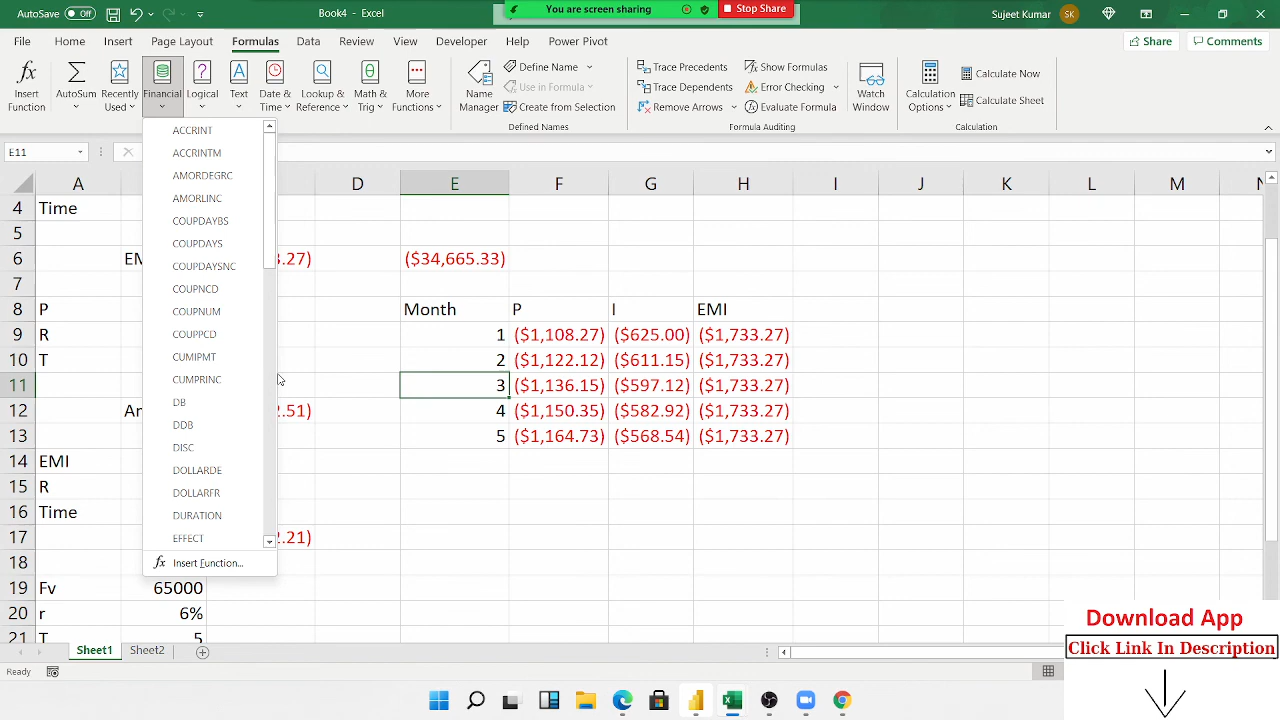 AutoSave Off Book4 - Excel You are screen sharing Stop Share Sujeet Kumar SK
File Home Insert Page Layout Formulas Data Review View Developer Help Power Pivot Share Comments
Insert Function
AutoSum
Recently Used
Financial
Logical
Text
Date & Time
Lookup & Reference
Math & Trig
More Functions
Name Manager
Define Name
Use in Formula
Create from Selection
Defined Names
Trace Precedents
Trace Dependents
Remove Arrows
Show Formulas
Error Checking
Evaluate Formula
Formula Auditing
Watch Window
Calculation Options
Calculate Now
Calculate Sheet
Calculation
E11
ACCRINT
ACCRINTM
AMORDEGRC
AMORLINC
COUPDAYBS
COUPDAYS
COUPDAYSNC
COUPNCD
COUPNUM
COUPPCD
CUMIPMT
CUMPRINC
DB
DDB
DISC
DOLLARDE
DOLLARFR
DURATION
EFFECT
fx Insert Function...
A D E F G H I J K L M
4 Time
5
6 EM 3.27) ($34,665.33)
7
8 P Month P I EMI
9 R 1 ($1,108.27) ($625.00) ($1,733.27)
10 T 2 ($1,122.12) ($611.15) ($1,733.27)
11 3 ($1,136.15) ($597.12) ($1,733.27)
12 2.51) 4 ($1,150.35) ($582.92) ($1,733.27)
13 5 ($1,164.73) ($568.54) ($1,733.27)
14 EMI
15 R
16 Time
17 2.21)
18
19 Fv 65000
20 r 6%
21 T 5
Sheet1 Sheet2
Ready
Download App
Click Link In Description